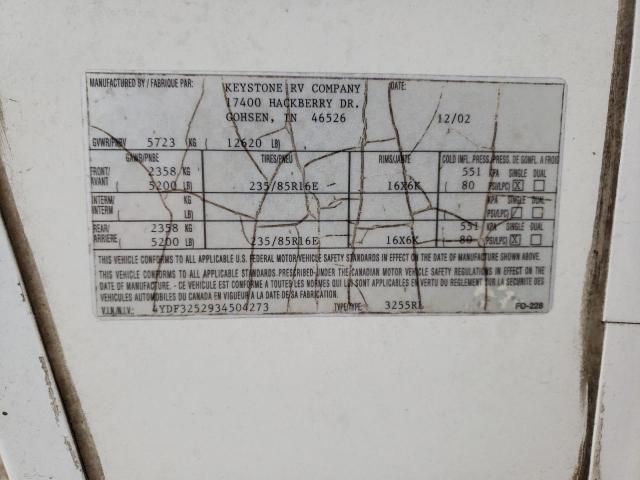 MANUFACTURED BY / FABRIQUE PAR: KEYSTONE RV COMPANY DATE:
17400 HACKBERRY DR.
GOHSEN, IN 46526 12/02
GVWR/PNBV 5723 KG ( 12620 LB)
GAWR/PNBE TIRES/PNEU RIMS/JANTE COLD INFL. PRESS./PRESS. DE GONFL. A FROID
FRONT/ 2358 KG 551 KPA SINGLE DUAL
AVANT ( 5200 LB) 235/85R16E 16X6K ( 80 PSI/LPC) X
INTERM/ KG KPA SINGLE DUAL
INTERM ( LB) ( PSI/LPC)
REAR/ 2358 KG 551 KPA SINGLE DUAL
ARRIÈRE ( 5200 LB) 235/85R16E 16X6K ( 80 PSI/LPC) X
THIS VEHICLE CONFORMS TO ALL APPLICABLE U.S. FEDERAL MOTOR VEHICLE SAFETY STANDARDS IN EFFECT ON THE DATE OF MANUFACTURE SHOWN ABOVE.
THIS VEHICLE CONFORMS TO ALL APPLICABLE STANDARDS PRESCRIBED UNDER THE CANADIAN MOTOR VEHICLE SAFETY REGULATIONS IN EFFECT ON THE
DATE OF MANUFACTURE. / CE VEHICULE EST CONFORME A TOUTES LES NORMES QUI LUI SONT APPLICABLES EN VERTU DU REGLEMENT SUR LA SECURITE DES
VEHICULES AUTOMOBILES DU CANADA EN VIGUEUR A LA DATE DE SA FABRICATION.
V.I.N./N.I.V.: 4YDF3252934504273 TYPE/TYPE: 3255RL FD-228